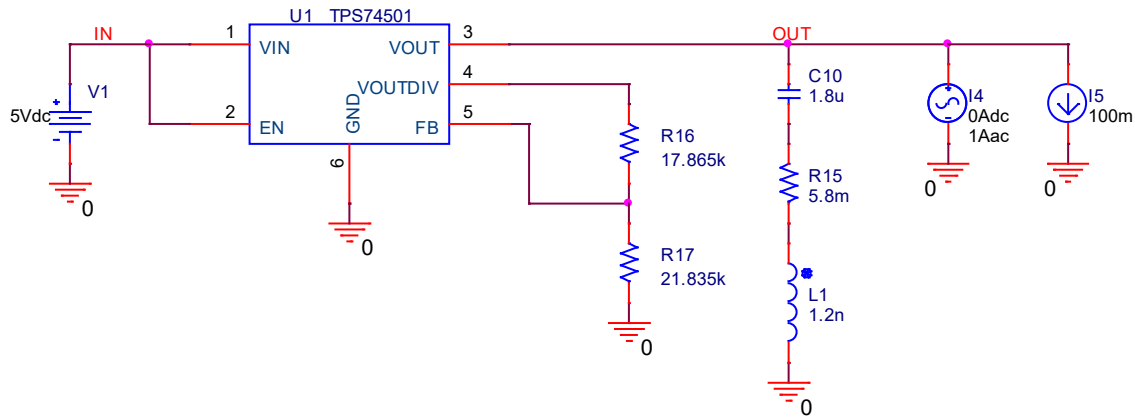 U1 TPS74501
IN
1
VIN
VOUT
3
OUT
VOUTDIV
4
C10
1.8u
V1
5Vdc
2
EN
GND
FB
5
6
R16
17.865k
I4
0Adc
1Aac
I5
100m
R15
5.8m
0
0
0
0
R17
21.835k
L1
1.2n
0
0